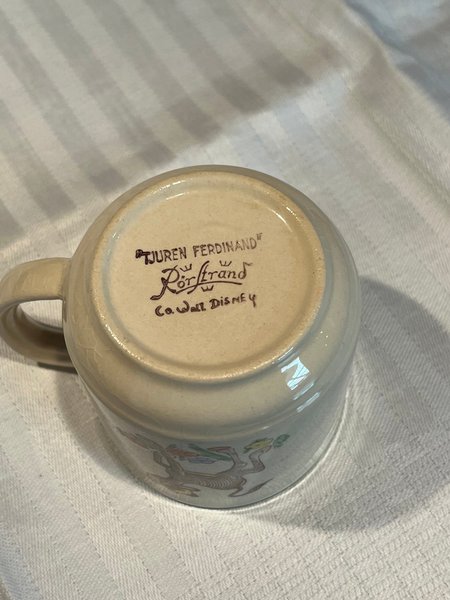 "TJUREN FERDINAND"
Rörstrand
Co. Walt Disney